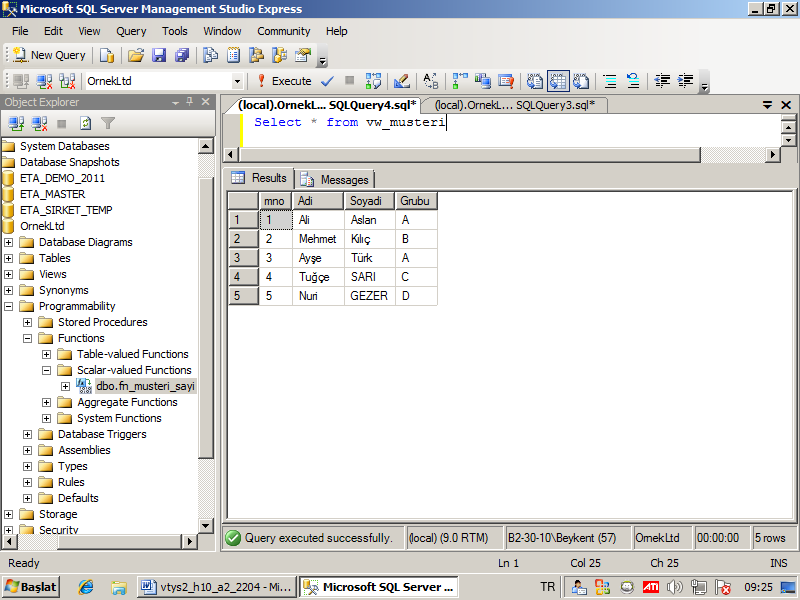 Microsoft SQL Server Management Studio Express
File Edit View Query Tools Window Community Help
New Query
OrnekLtd Execute
Object Explorer
(local).OrnekL... SQLQuery4.sql* (local).OrnekL... SQLQuery3.sql*
Select * from vw_musteri
System Databases
Database Snapshots
ETA_DEMO_2011
ETA_MASTER
ETA_SIRKET_TEMP
OrnekLtd
Database Diagrams
Tables
Views
Synonyms
Programmability
Stored Procedures
Functions
Table-valued Functions
Scalar-valued Functions
dbo.fn_musteri_sayi
Aggregate Functions
System Functions
Database Triggers
Assemblies
Types
Rules
Defaults
Storage
Security
Results Messages
mno Adi Soyadi Grubu
1 1 Ali Aslan A
2 2 Mehmet Kılıç B
3 3 Ayşe Türk A
4 4 Tuğçe SARI C
5 5 Nuri GEZER D
Query executed successfully. (local) (9.0 RTM) B2-30-10\Beykent (57) OrnekLtd 00:00:00 5 rows
Ready Ln 1 Col 25 Ch 25 INS
Başlat vtys2_h10_a2_2204 - Mi... Microsoft SQL Server ... TR ATI 09:25